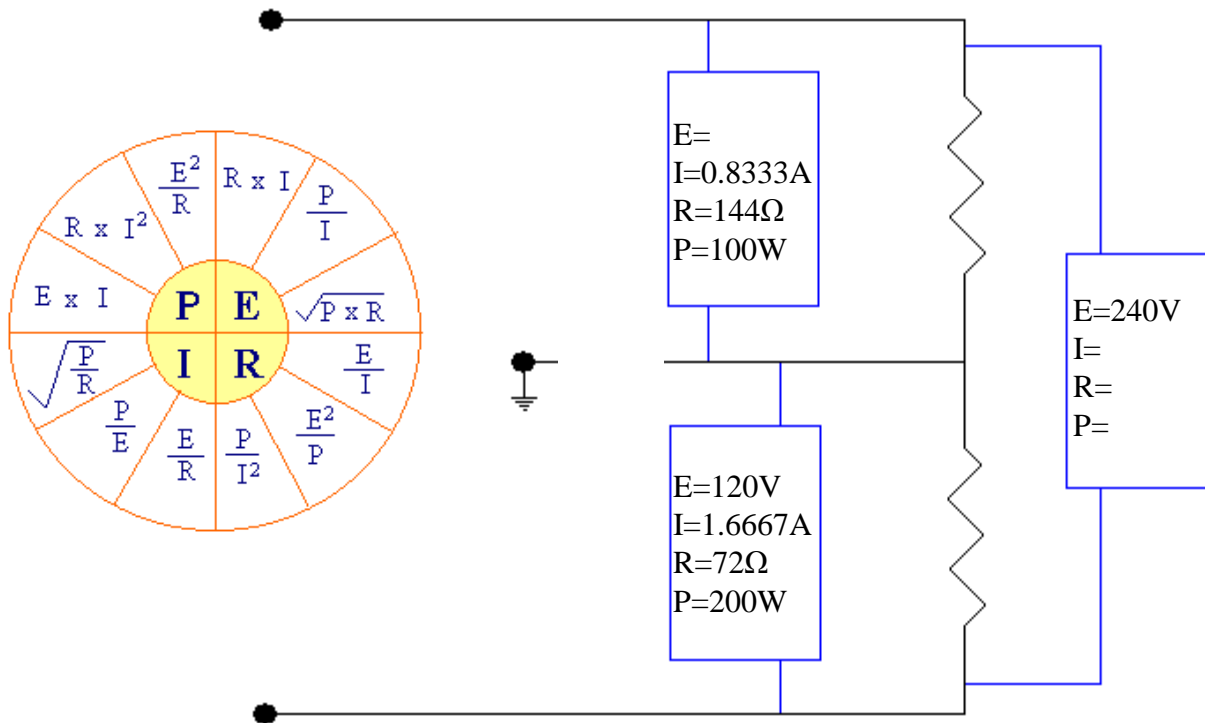 E²/R
R x I
P/I
R x I²
E x I
√(P x R)
P E
I R
√(P/R)
E/I
P/E
E/R
P/I²
E²/P
E=
I=0.8333A
R=144Ω
P=100W
E=120V
I=1.6667A
R=72Ω
P=200W
E=240V
I=
R=
P=